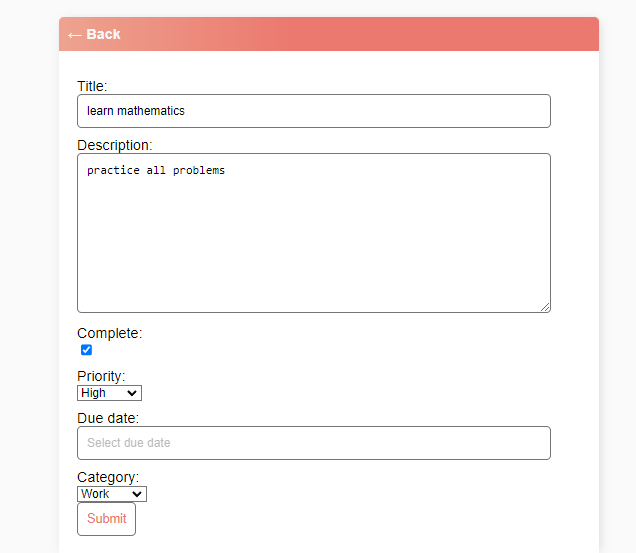 ← Back
Title:
learn mathematics
Description:
practice all problems
Complete:
Priority:
High
Due date:
Select due date
Category:
Work
Submit